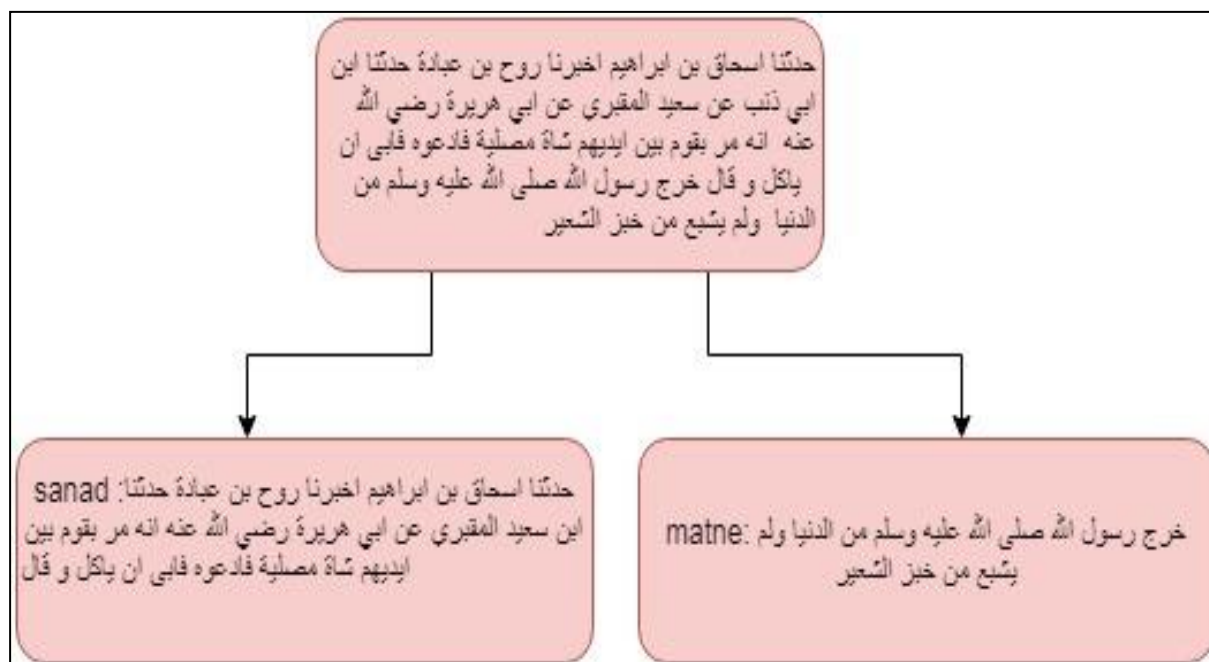 حدثنا اسحاق بن ابراهيم اخبرنا روح بن عبادة حدثنا ابن
ابي ذئب عن سعيد المقبري عن ابي هريرة رضي الله
عنه انه مر بقوم بين ايديهم شاة مصلية فادعوه فابى ان
ياكل و قال خرج رسول الله صلى الله عليه وسلم من
الدنيا ولم يشبع من خبز الشعير
sanad: حدثنا اسحاق بن ابراهيم اخبرنا روح بن عبادة حدثنا
ابن سعيد المقبري عن ابي هريرة رضي الله عنه انه مر بقوم بين
ايديهم شاة مصلية فادعوه فابى ان ياكل و قال
matne: خرج رسول الله صلى الله عليه وسلم من الدنيا ولم
يشبع من خبز الشعير